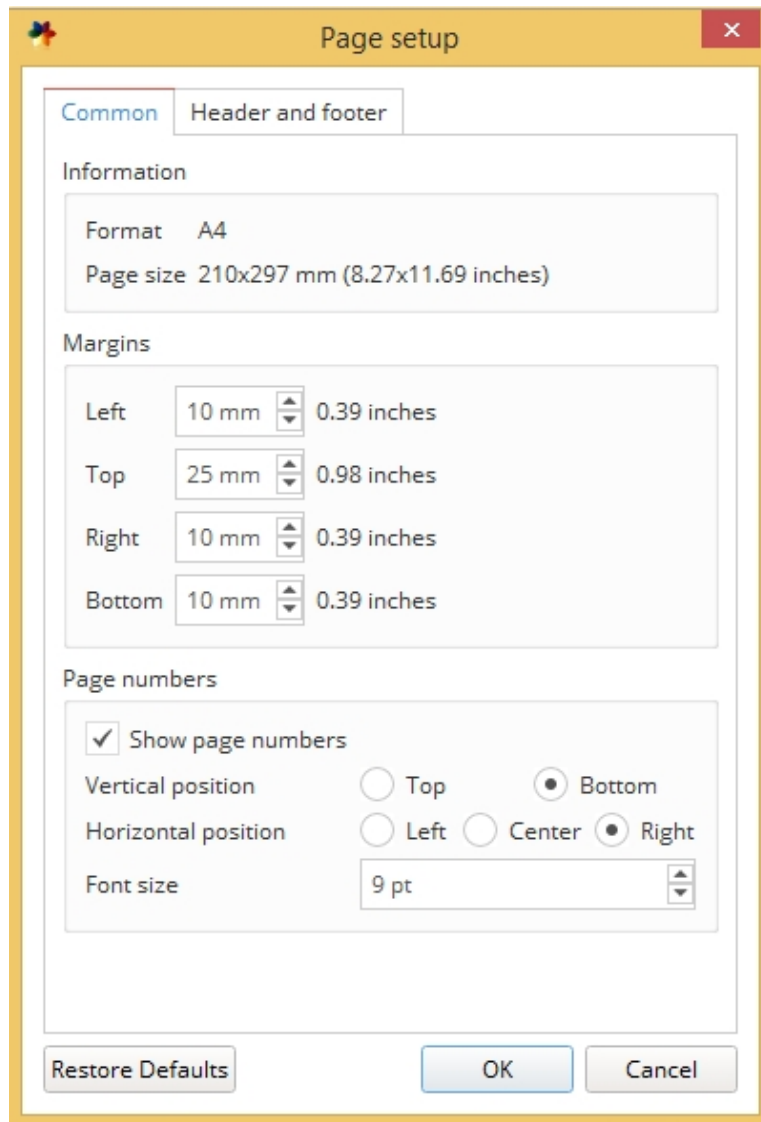 Page setup
Common Header and footer
Information
Format A4
Page size 210x297 mm (8.27x11.69 inches)
Margins
Left 10 mm 0.39 inches
Top 25 mm 0.98 inches
Right 10 mm 0.39 inches
Bottom 10 mm 0.39 inches
Page numbers
Show page numbers
Vertical position Top Bottom
Horizontal position Left Center Right
Font size 9 pt
Restore Defaults OK Cancel